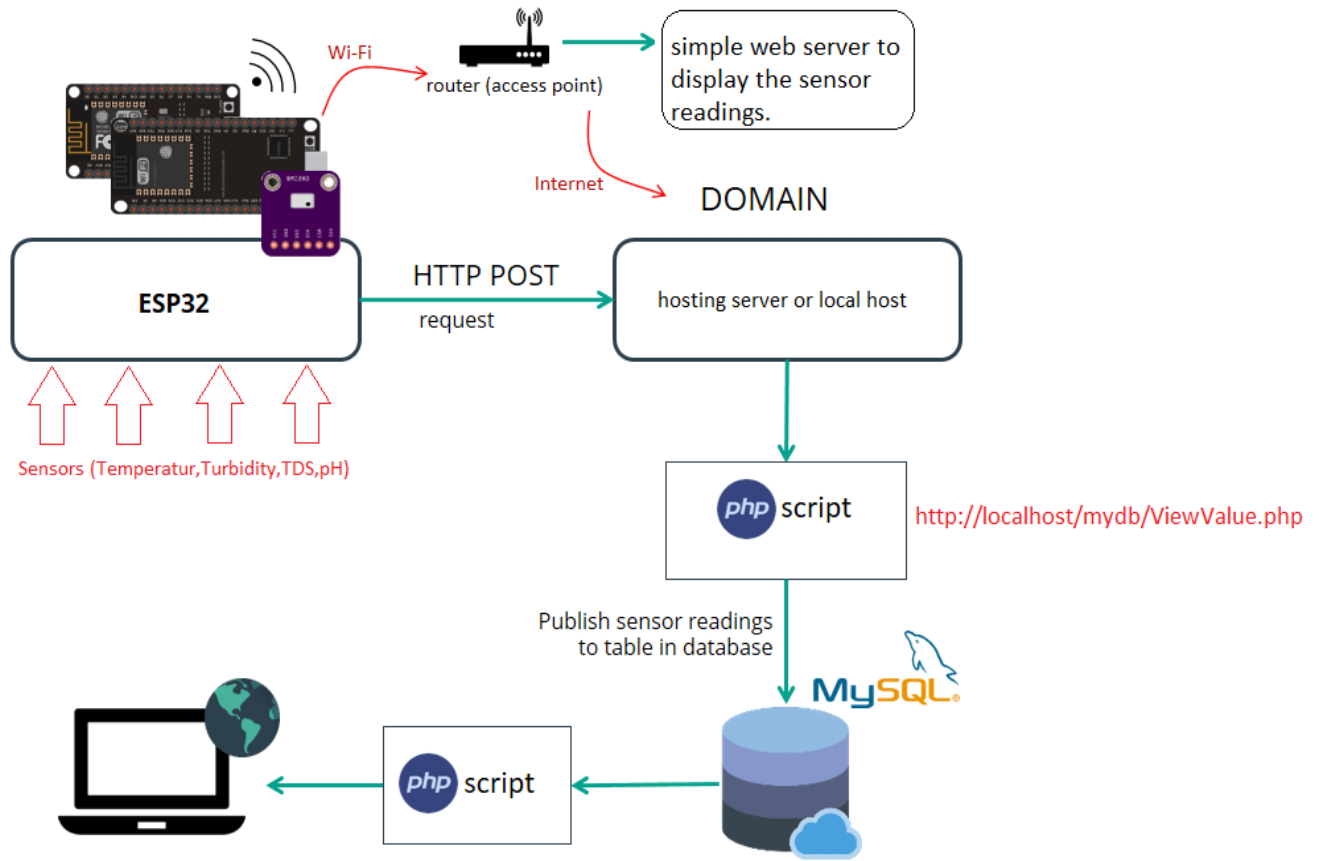 Wi-Fi
router (access point)
simple web server to
display the sensor
readings.
Internet
DOMAIN
ESP32
HTTP POST
request
hosting server or local host
Sensors (Temperatur,Turbidity,TDS,pH)
php script
http://localhost/mydb/ViewValue.php
Publish sensor readings
to table in database
MySQL®
php script